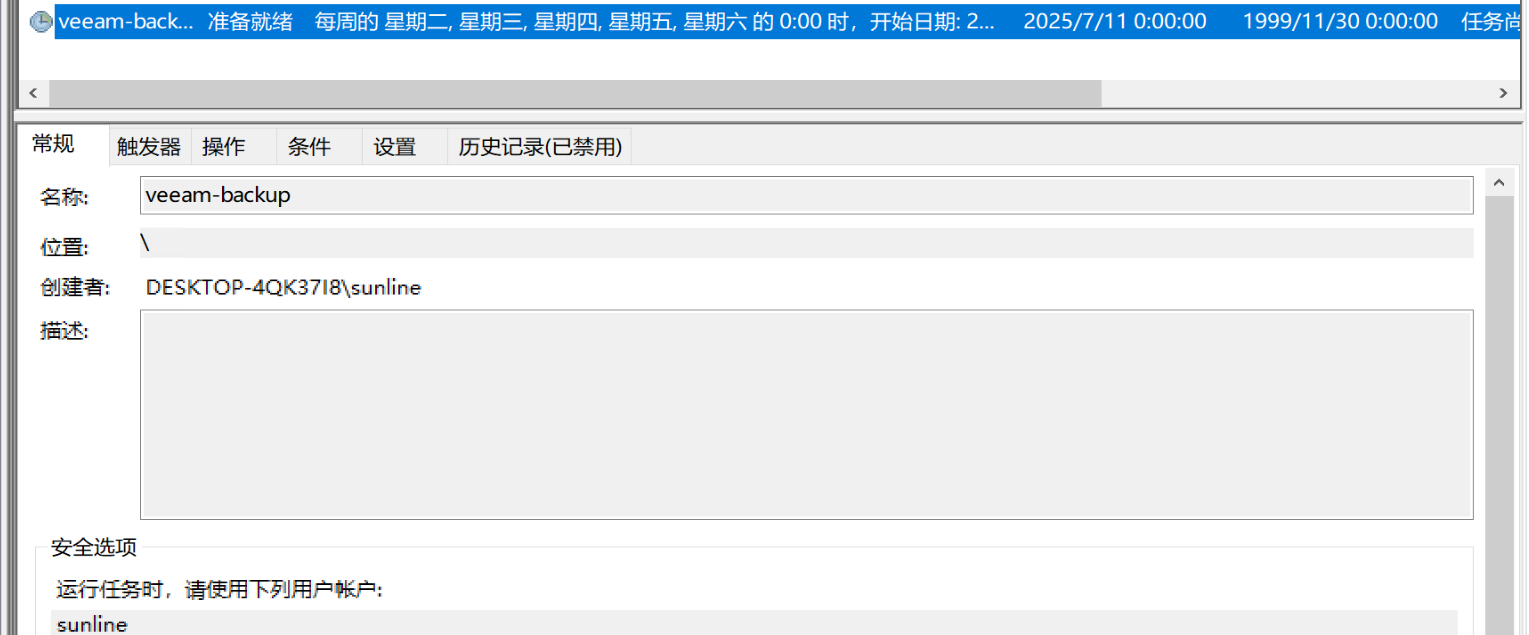 veeam-back... 准备就绪 每周的 星期二, 星期三, 星期四, 星期五, 星期六 的 0:00 时，开始日期: 2... 2025/7/11 0:00:00 1999/11/30 0:00:00 任务尚
常规 触发器 操作 条件 设置 历史记录(已禁用)
名称: veeam-backup
位置: \
创建者: DESKTOP-4QK37I8\sunline
描述:
安全选项
运行任务时，请使用下列用户帐户:
sunline